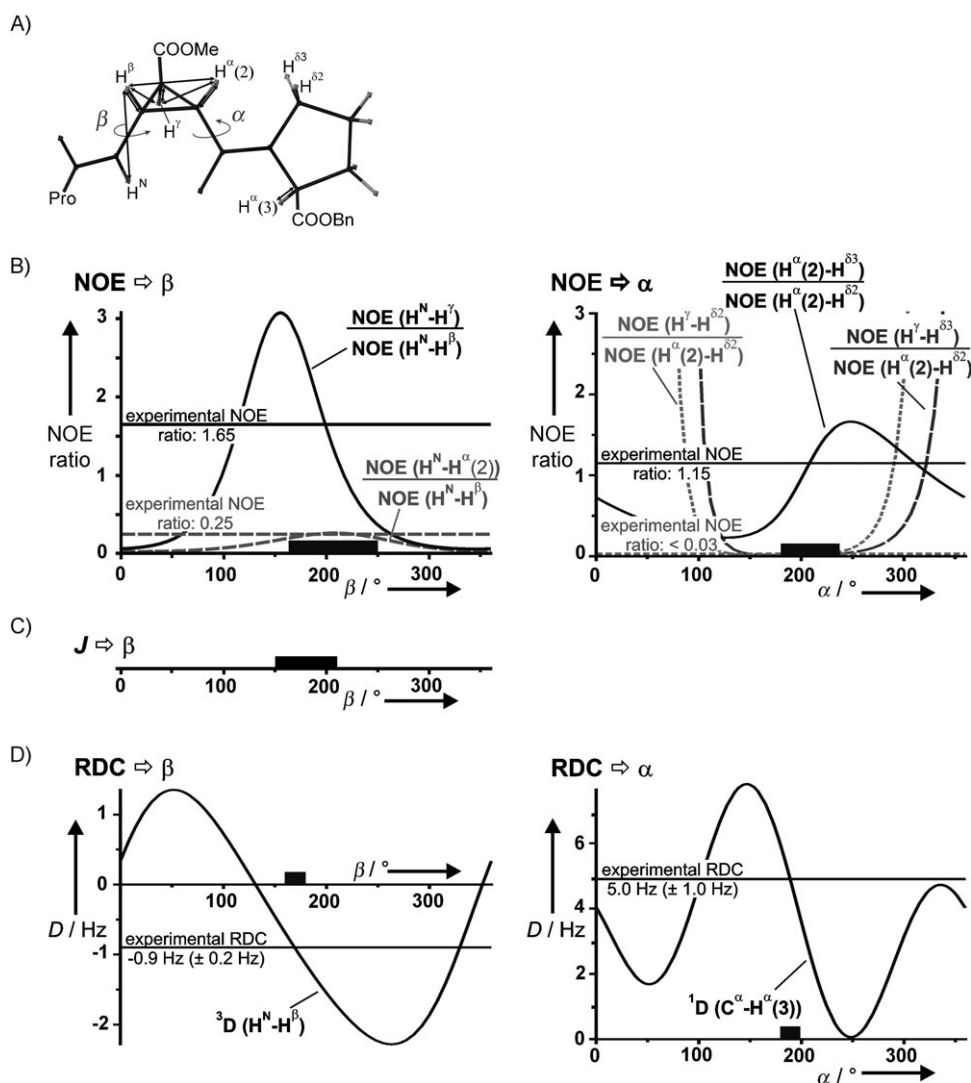 A)
COOMe
H^β
H^α(2)
H^δ3
H^δ2
β
α
H^γ
H^N
Pro
H^α(3)
COOBn
B)
NOE ⇨ β
NOE ratio
3
2
1
0
NOE (H^N-H^γ)
NOE (H^N-H^β)
experimental NOE
ratio: 1.65
NOE (H^N-H^α(2))
NOE (H^N-H^β)
experimental NOE
ratio: 0.25
0 100 200 300
β / °
NOE ⇨ α
NOE (H^α(2)-H^δ3)
NOE (H^α(2)-H^δ2)
NOE ratio
3
2
1
0
NOE (H^γ-H^δ2)
NOE (H^α(2)-H^δ2)
NOE (H^γ-H^δ3)
NOE (H^α(2)-H^δ2)
experimental NOE
ratio: 1.15
experimental NOE
ratio: < 0.03
0 100 200 300
α / °
C)
J ⇨ β
0 100 200 300
β / °
D)
RDC ⇨ β
D / Hz
1
0
-1
-2
β / °
100 200 300
experimental RDC
-0.9 Hz (± 0.2 Hz)
³D (H^N-H^β)
RDC ⇨ α
D / Hz
6
4
2
0
experimental RDC
5.0 Hz (± 1.0 Hz)
¹D (C^α-H^α(3))
0 100 200 300
α / °